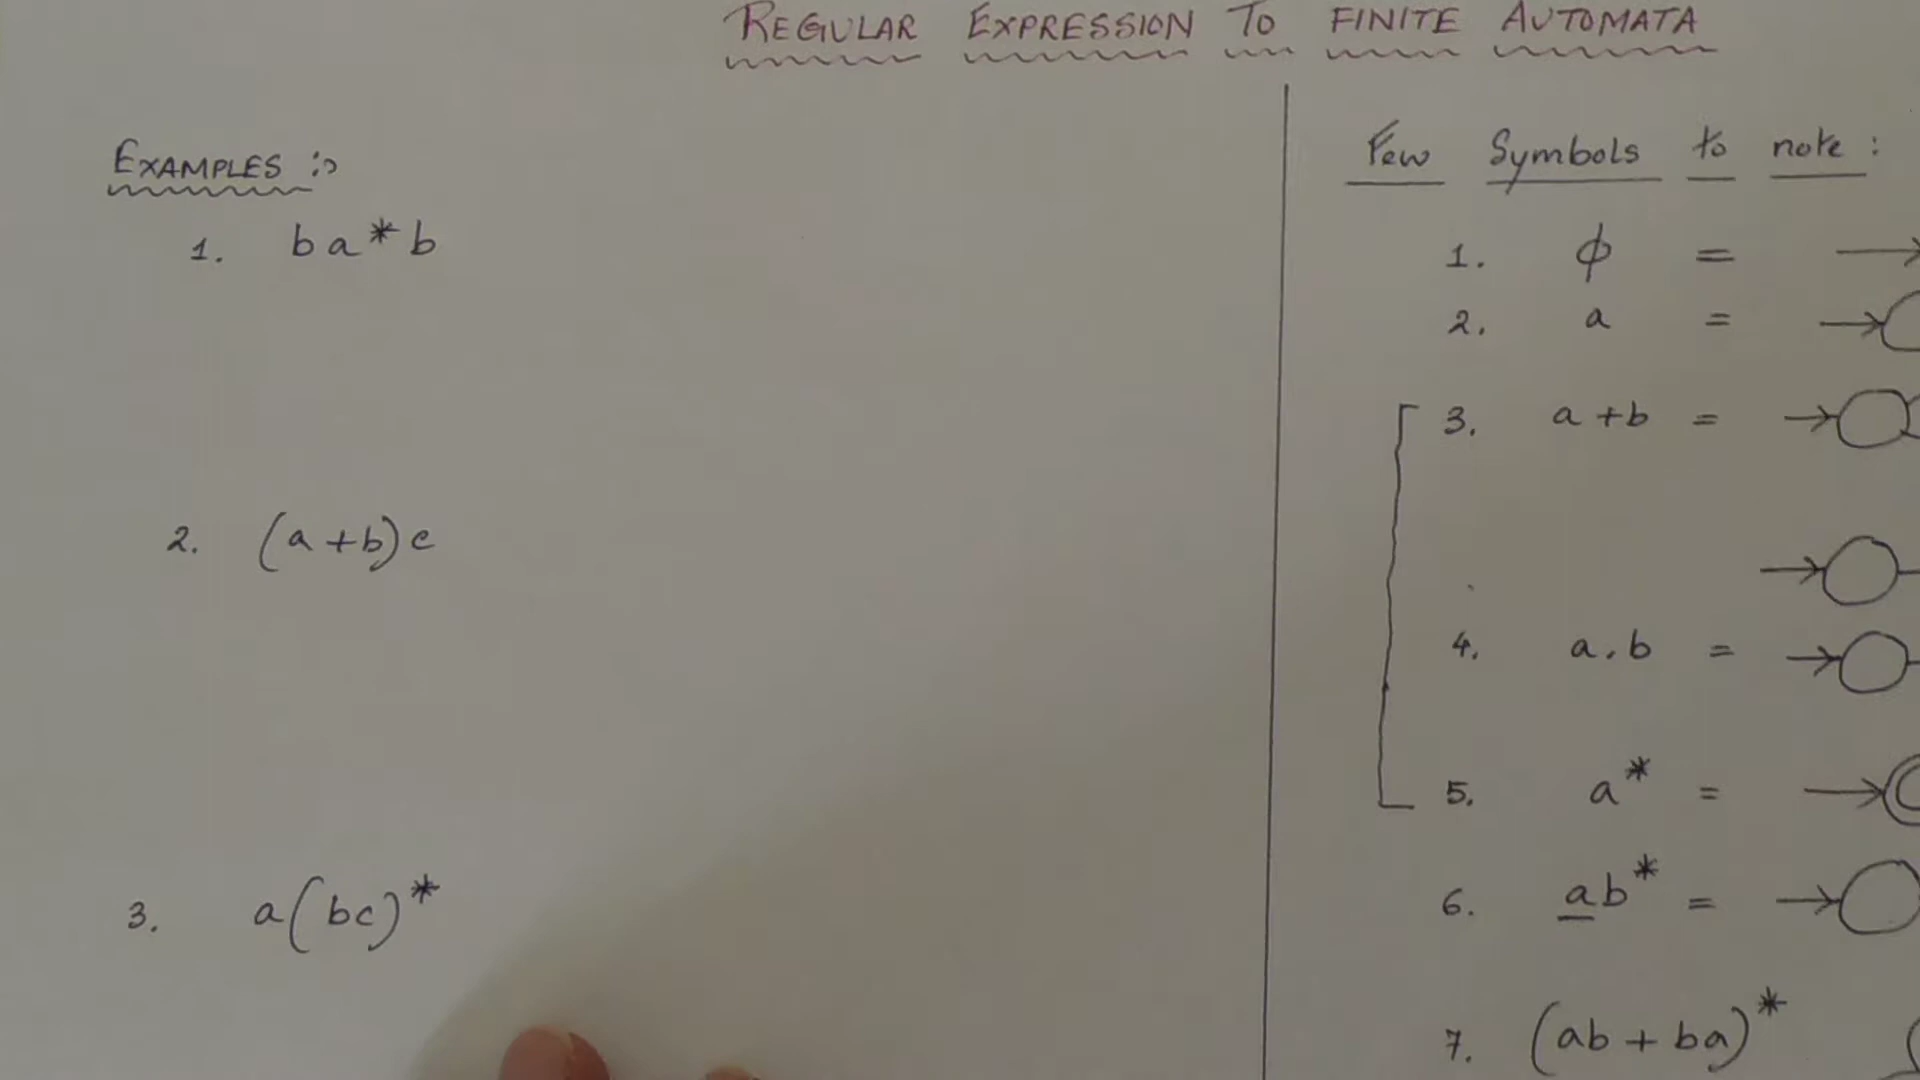 REGULAR EXPRESSION TO FINITE AUTOMATA
EXAMPLES :→
1. ba*b
2. (a+b)c
3. a(bc)*
Few Symbols to note :
1. ϕ = →
2. a = →
3. a+b = →
→
4. a.b = →
5. a* = →
6. ab* = →
7. (ab + ba)*